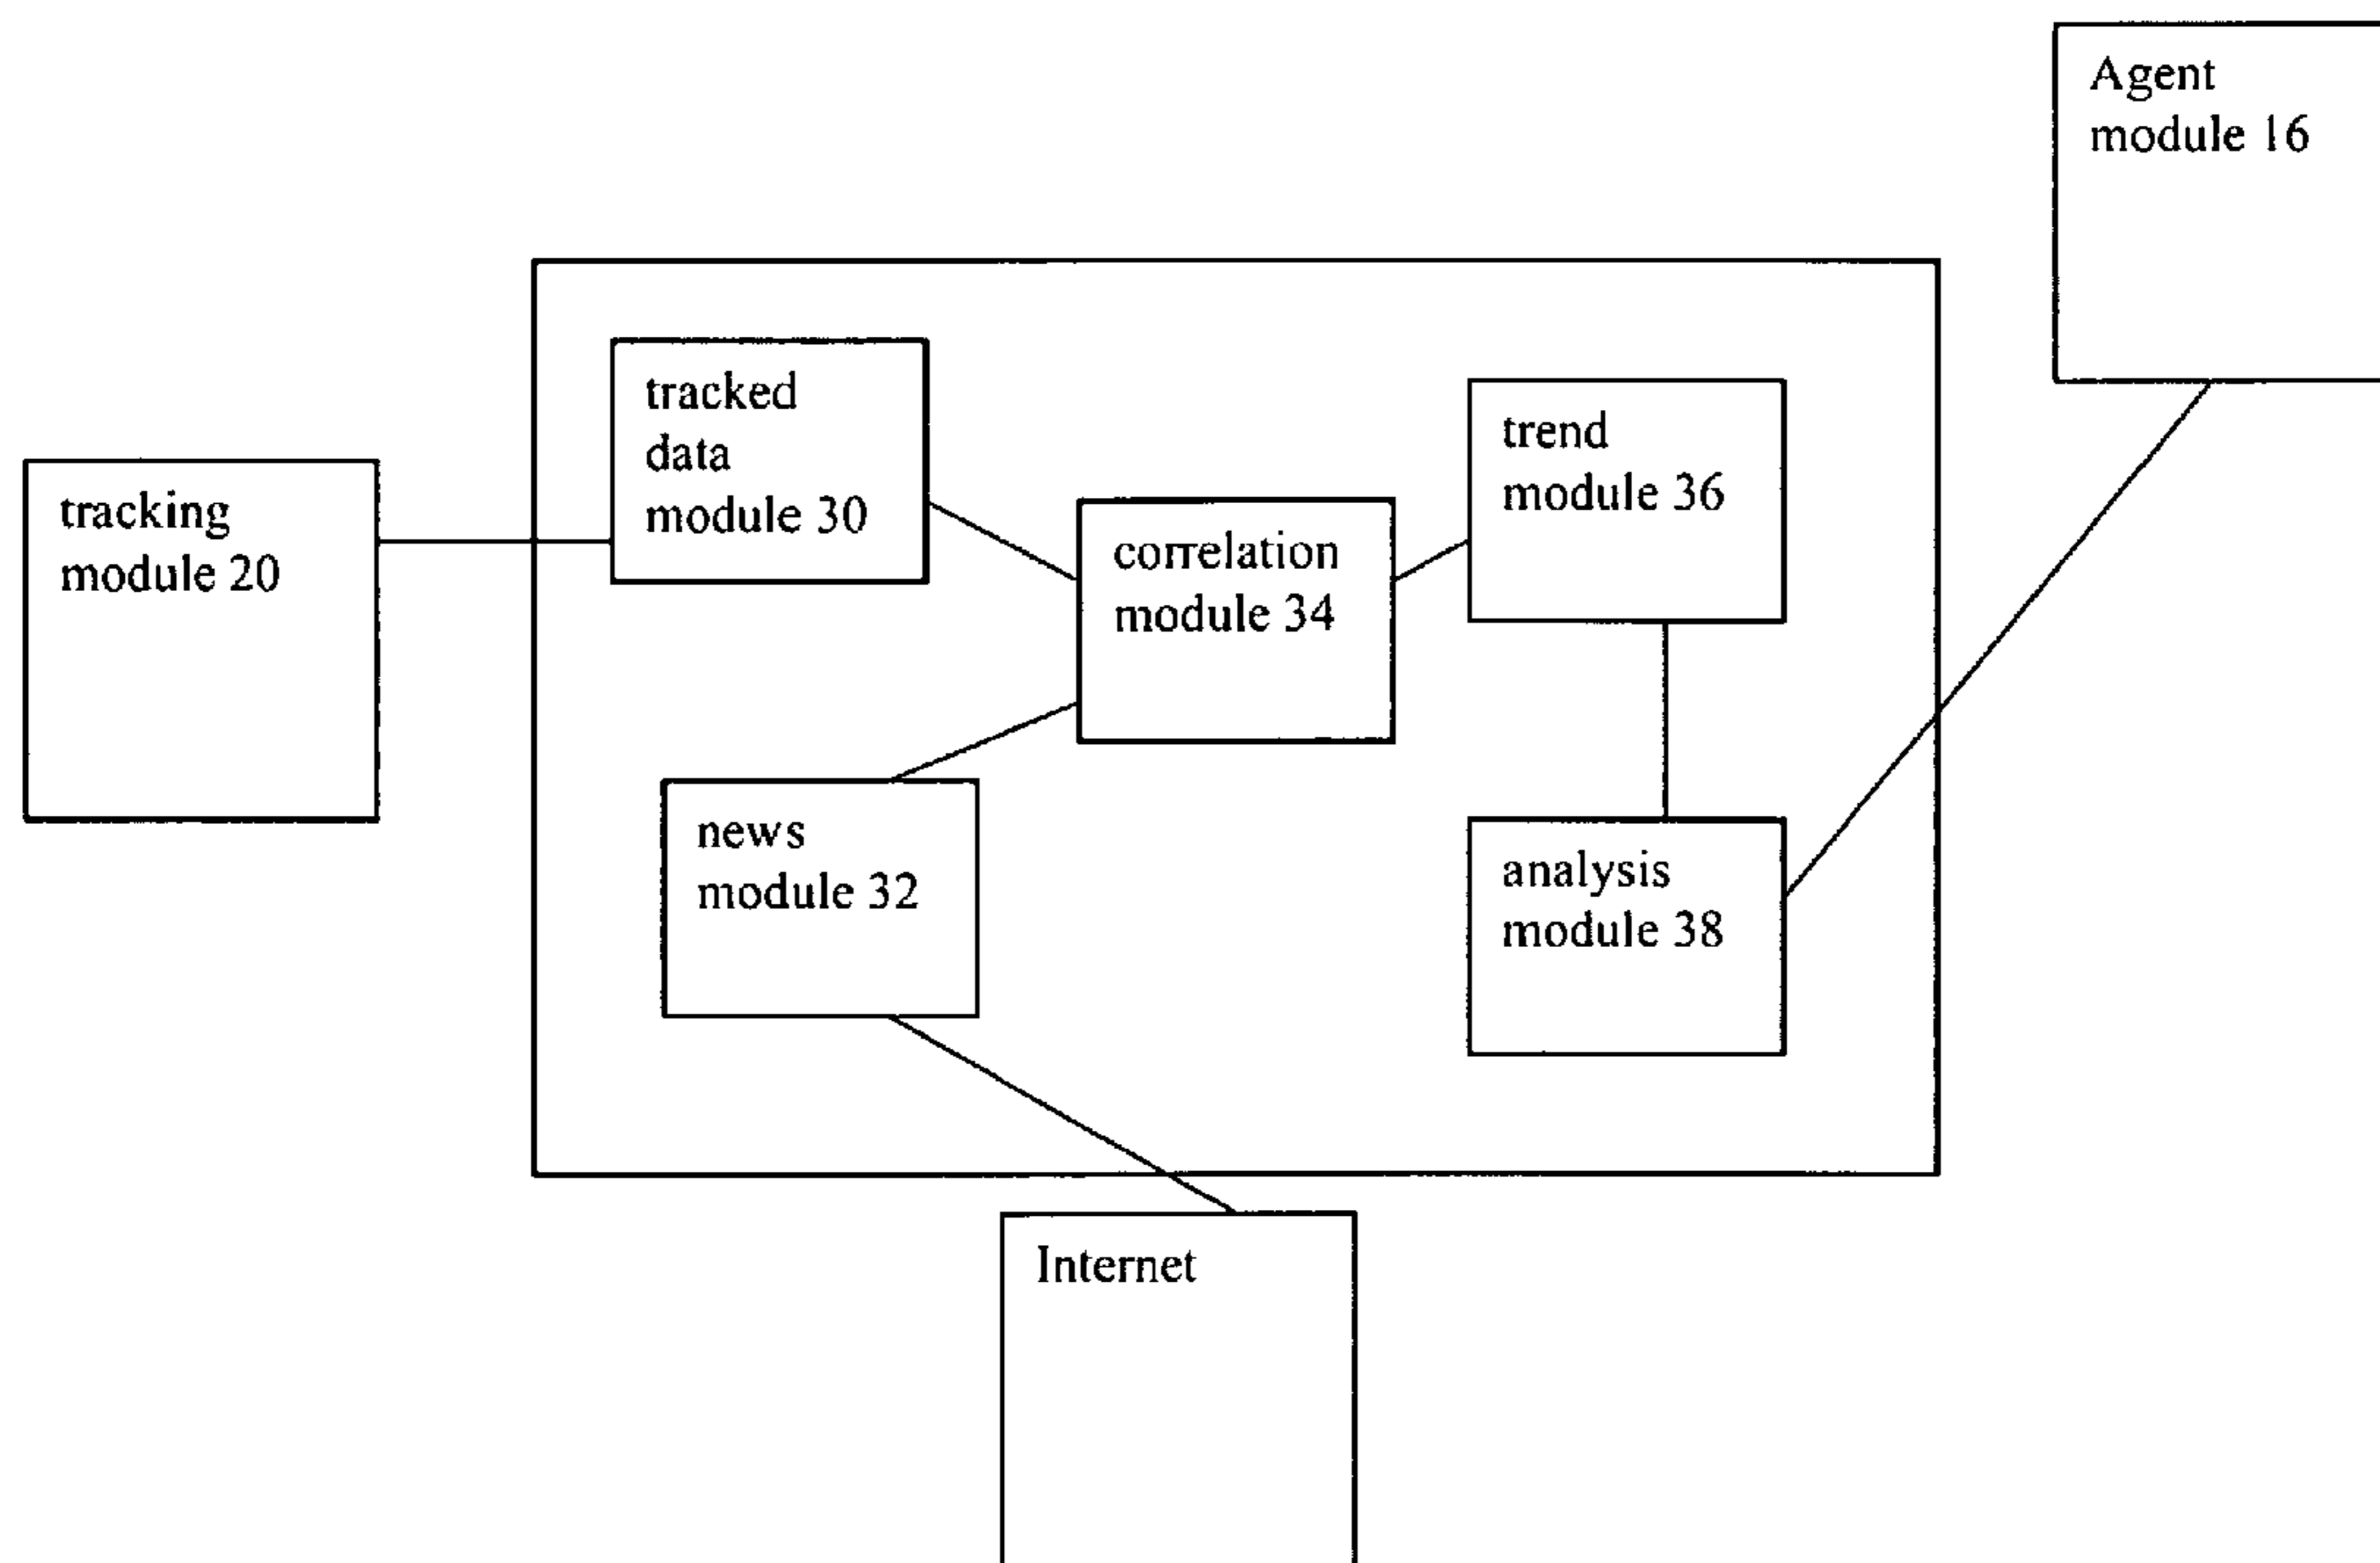 Agent
module 16
tracked
data
module 30
trend
module 36
tracking
module 20
correlation
module 34
news
module 32
analysis
module 38
Internet